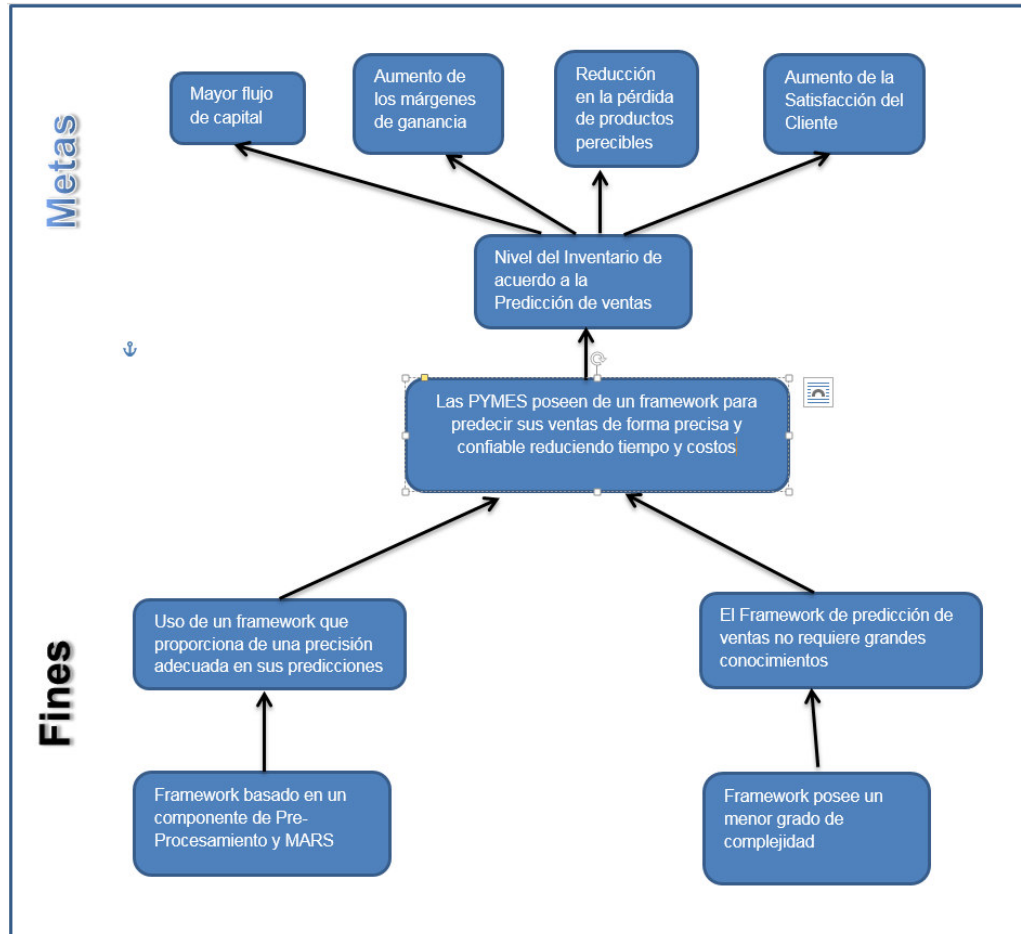 Metas
Mayor flujo
de capital
Aumento de
los márgenes
de ganancia
Reducción
en la pérdida
de productos
perecibles
Aumento de la
Satisfacción del
Cliente
Nivel del Inventario de
acuerdo a la
Predicción de ventas
Las PYMES poseen de un framework para
predecir sus ventas de forma precisa y
confiable reduciendo tiempo y costos
Fines
Uso de un framework que
proporciona de una precisión
adecuada en sus predicciones
El Framework de predicción de
ventas no requiere grandes
conocimientos
Framework basado en un
componente de Pre-
Procesamiento y MARS
Framework posee un
menor grado de
complejidad